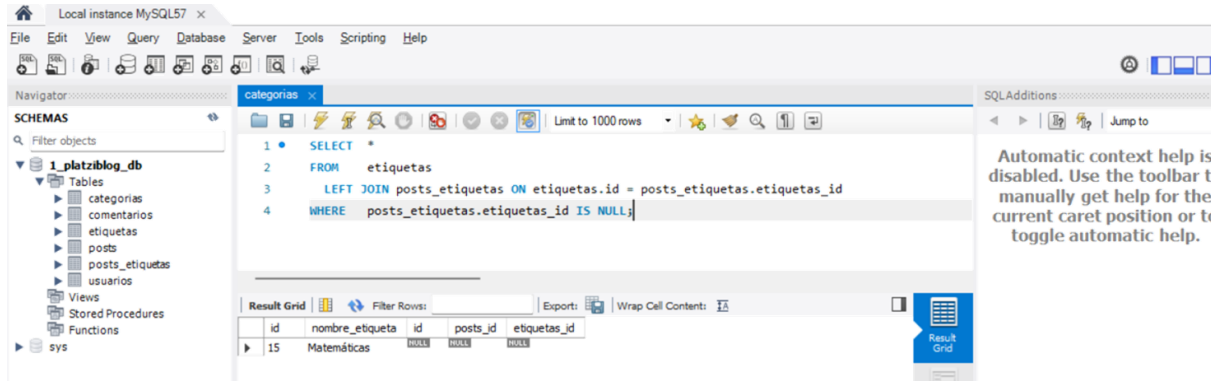 Local instance MySQL57 ×
File Edit View Query Database Server Tools Scripting Help
Navigator
SCHEMAS
Filter objects
1_platziblog_db
Tables
categorias
comentarios
etiquetas
posts
posts_etiquetas
usuarios
Views
Stored Procedures
Functions
sys
categorias ×
Limit to 1000 rows
1 SELECT *
2 FROM etiquetas
3 LEFT JOIN posts_etiquetas ON etiquetas.id = posts_etiquetas.etiquetas_id
4 WHERE posts_etiquetas.etiquetas_id IS NULL;
Result Grid Filter Rows: Export: Wrap Cell Content:
id nombre_etiqueta id posts_id etiquetas_id
15 Matemáticas NULL NULL NULL
Result
Grid
SQLAdditions
Jump to
Automatic context help is
disabled. Use the toolbar t
manually get help for the
current caret position or to
toggle automatic help.